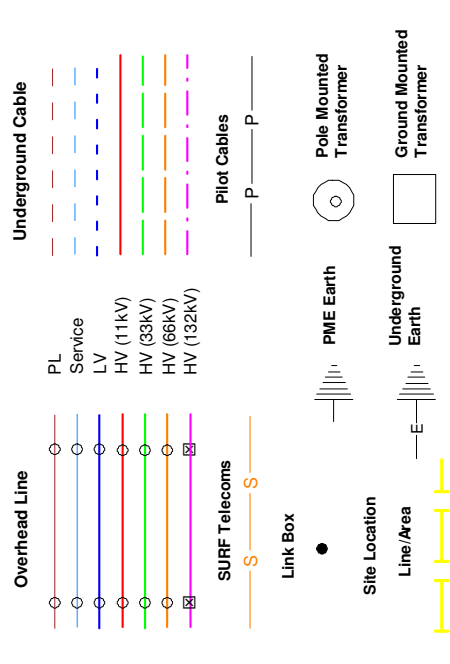 Overhead Line
Underground Cable
PL
Service
LV
HV (11kV)
HV (33kV)
HV (66kV)
HV (132kV)
SURF Telecoms
S S
Pilot Cables
P P
Link Box
PME Earth
Pole Mounted
Transformer
Site Location
Line/Area
E
Underground
Earth
Ground Mounted
Transformer